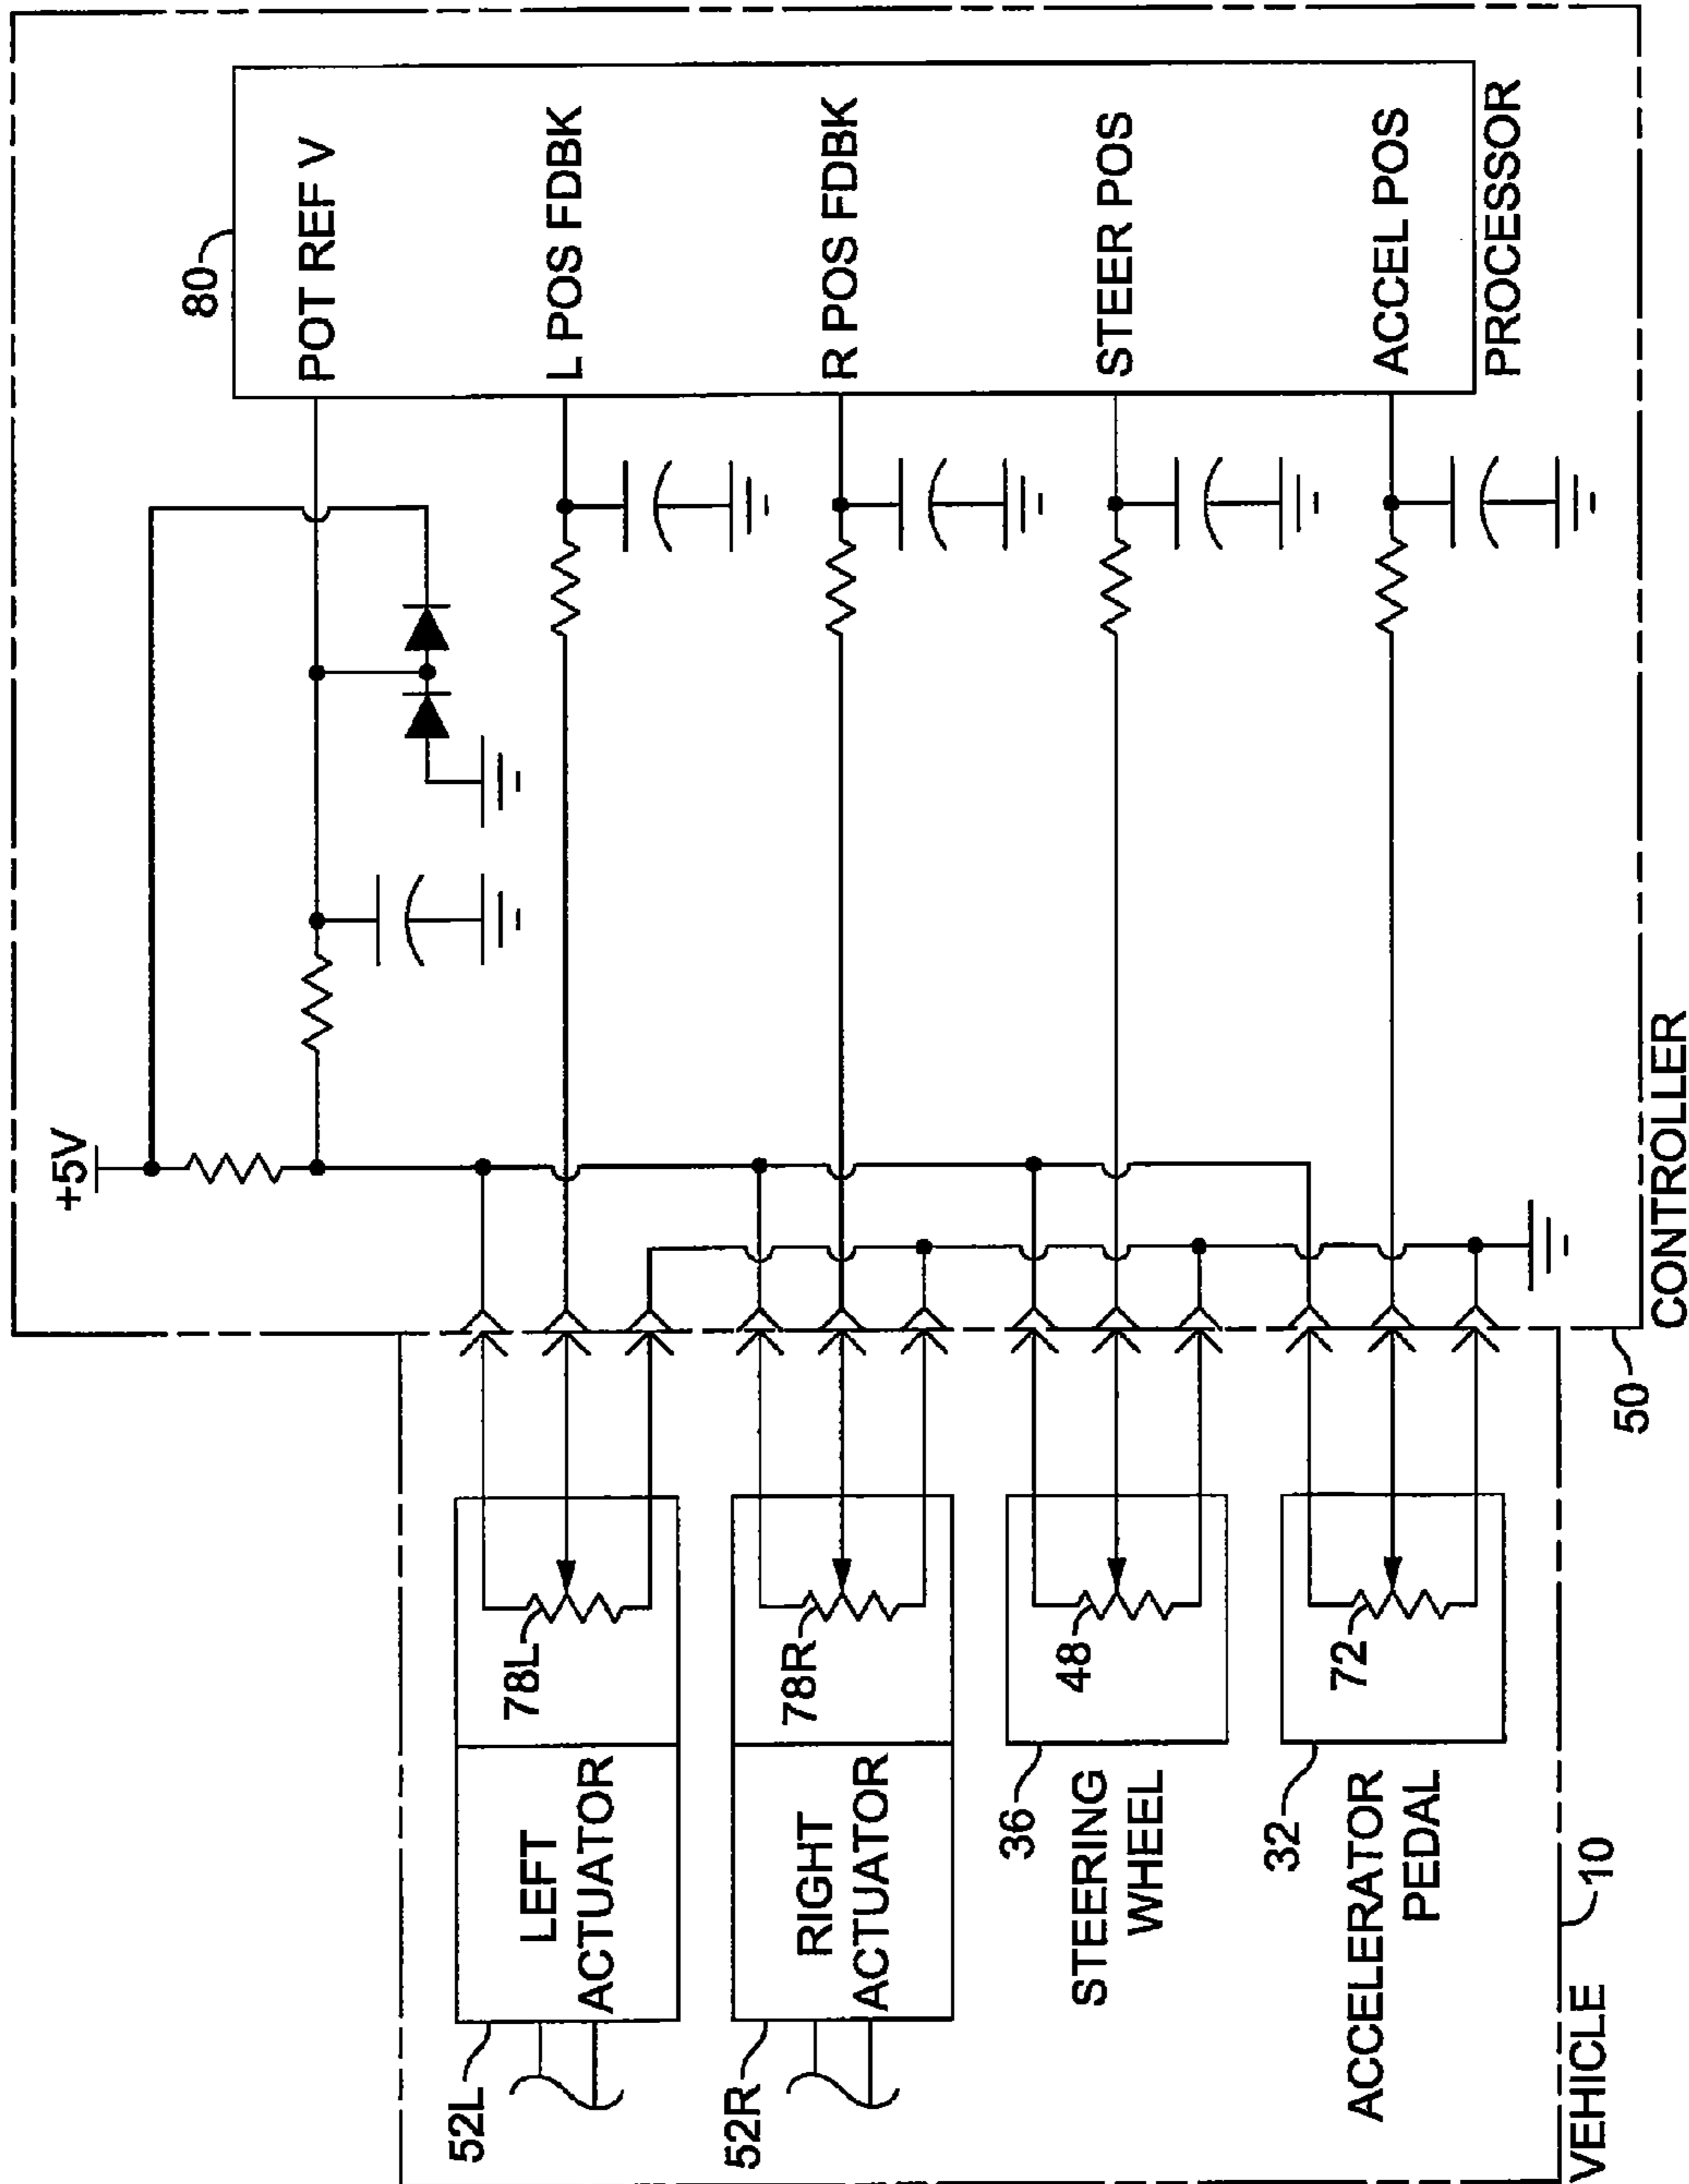 +5V
80
POT REF V
L POS FDBK
R POS FDBK
STEER POS
ACCEL POS
PROCESSOR
CONTROLLER
50
52L
LEFT
ACTUATOR
78L
52R
RIGHT
ACTUATOR
78R
STEERING
WHEEL
36
48
ACCELERATOR
PEDAL
32
72
VEHICLE
10